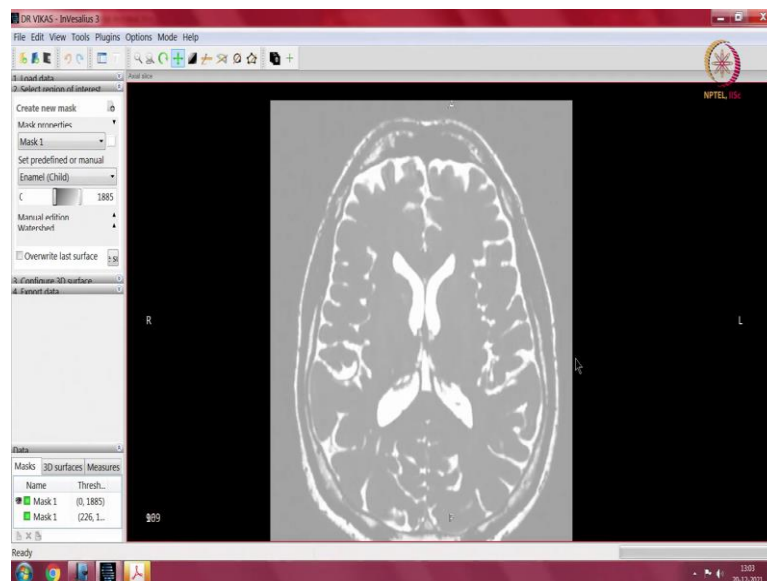 DR VIKAS - InVesalius 3
File Edit View Tools Plugins Options Mode Help
NPTEL, IISc
1. Load data
Axial slice
2. Select region of interest
Create new mask
Mask properties
Mask 1
Set predefined or manual
Enamel (Child)
1885
Manual edition
Watershed
Overwrite last surface
3. Configure 3D surface
4. Export data
R
L
Data
Masks 3D surfaces Measures
Name Thresh...
Mask 1 (0, 1885)
Mask 1 (226, 1...
Ready
13:03
20-12-2021